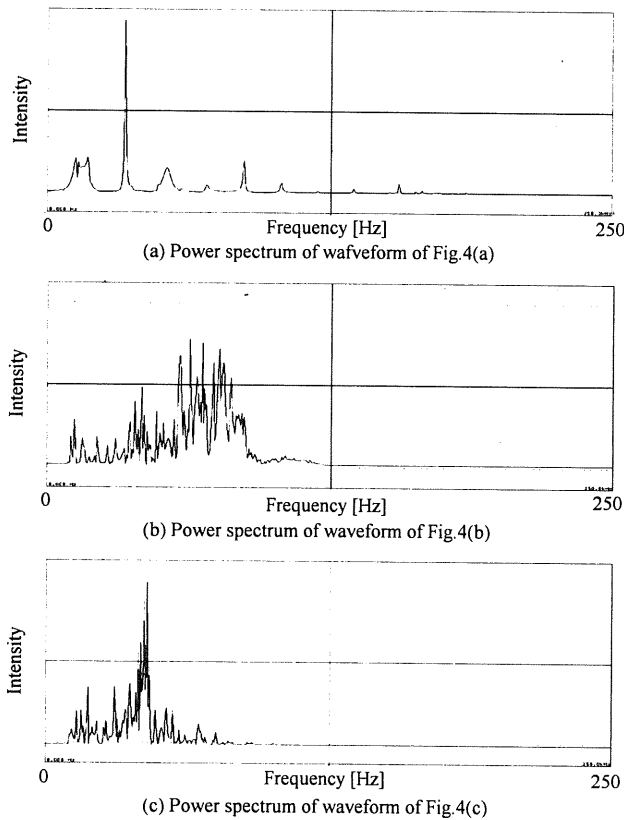 Intensity
0
Frequency [Hz]
250
(a) Power spectrum of wafveform of Fig.4(a)
Intensity
0
Frequency [Hz]
250
(b) Power spectrum of waveform of Fig.4(b)
Intensity
0
Frequency [Hz]
250
(c) Power spectrum of waveform of Fig.4(c)